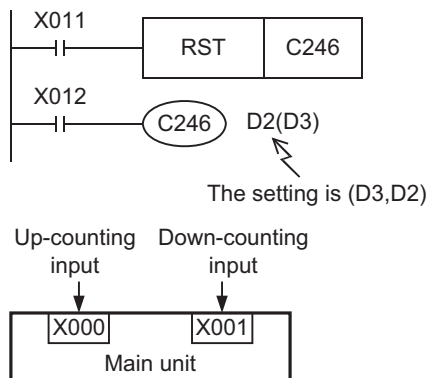 X011
RST C246
X012
C246 D2(D3)
The setting is (D3,D2)
Up-counting input
Down-counting input
X000 X001
Main unit